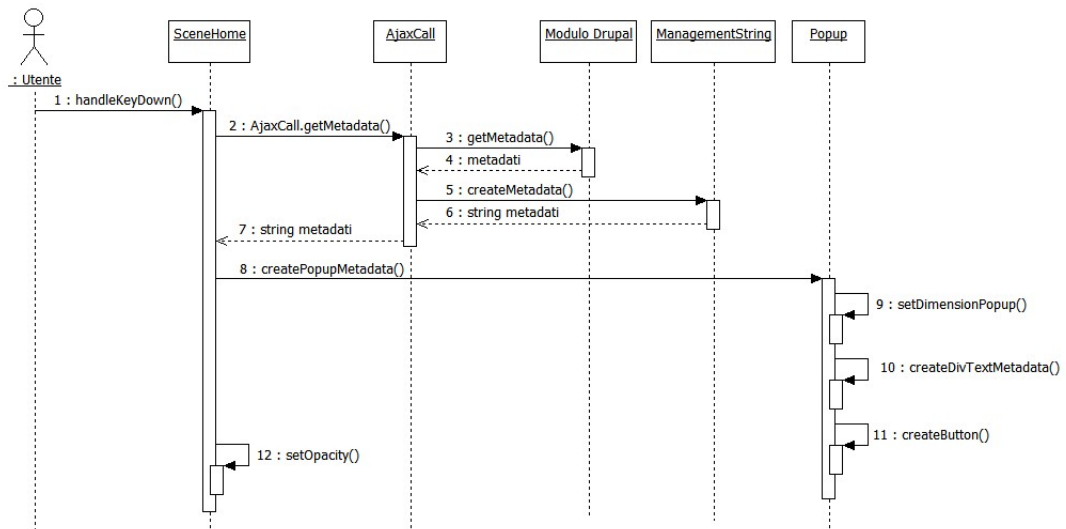 SceneHome
AjaxCall
Modulo Drupal
ManagementString
Popup
: Utente
1 : handleKeyDown()
2 : AjaxCall.getMetadata()
3 : getMetadata()
4 : metadati
5 : createMetadata()
6 : string metadati
7 : string metadati
8 : createPopupMetadata()
9 : setDimensionPopup()
10 : createDivTextMetadata()
11 : createButton()
12 : setOpacity()